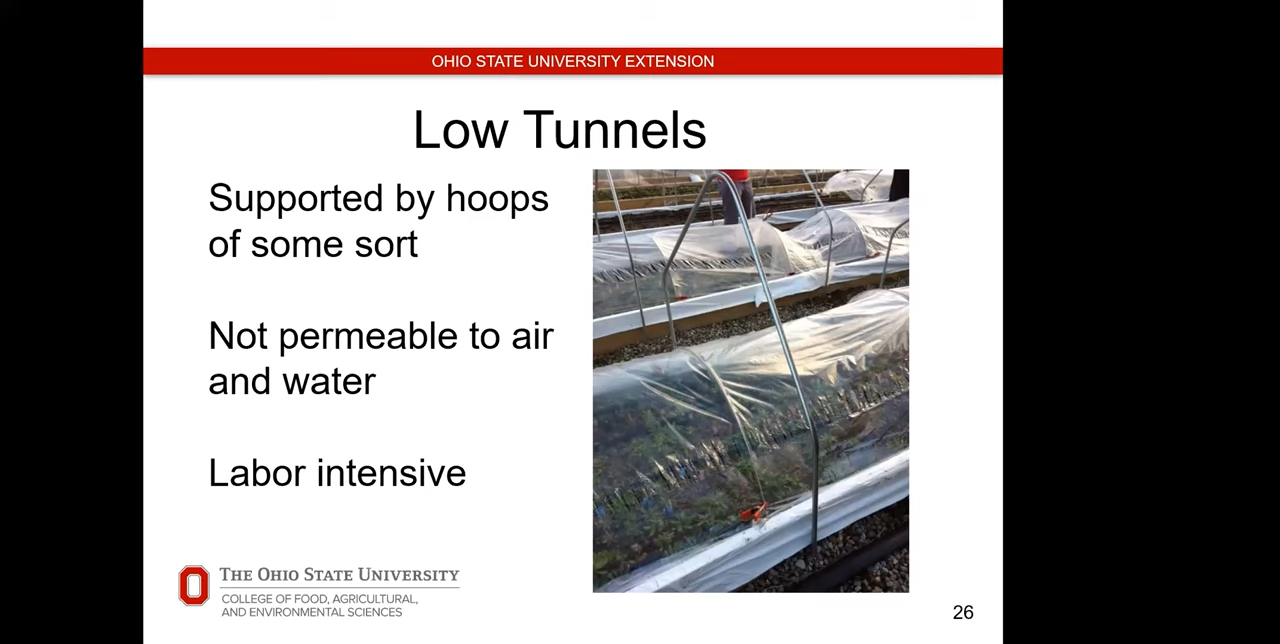 OHIO STATE UNIVERSITY EXTENSION
Low Tunnels
Supported by hoops
of some sort
Not permeable to air
and water
Labor intensive
THE OHIO STATE UNIVERSITY
COLLEGE OF FOOD, AGRICULTURAL,
AND ENVIRONMENTAL SCIENCES
26